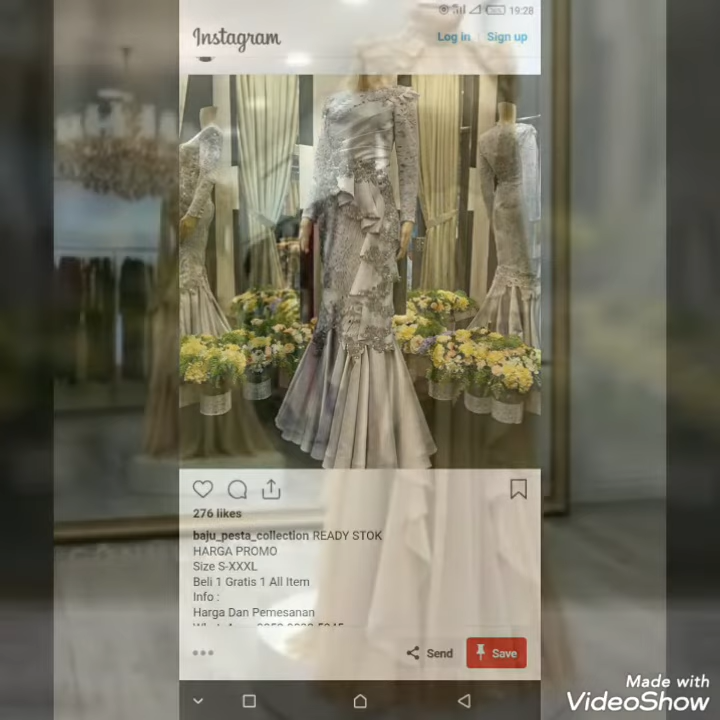 19:28
Instagram
Log in Sign up
276 likes
baju_pesta_collection READY STOK
HARGA PROMO
Size S-XXXL
Beli 1 Gratis 1 All Item
Info :
Harga Dan Pemesanan
Send Save
Made with
VideoShow